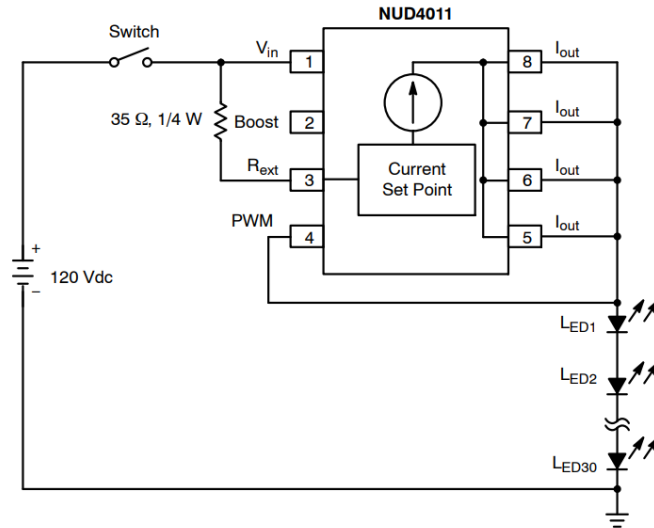 NUD4011
Switch
Vin
1
8
Iout
35 Ω, 1/4 W
Boost
2
7
Iout
Rext
3
Current
Set Point
6
Iout
PWM
4
5
Iout
+
120 Vdc
−
LED1
LED2
LED30